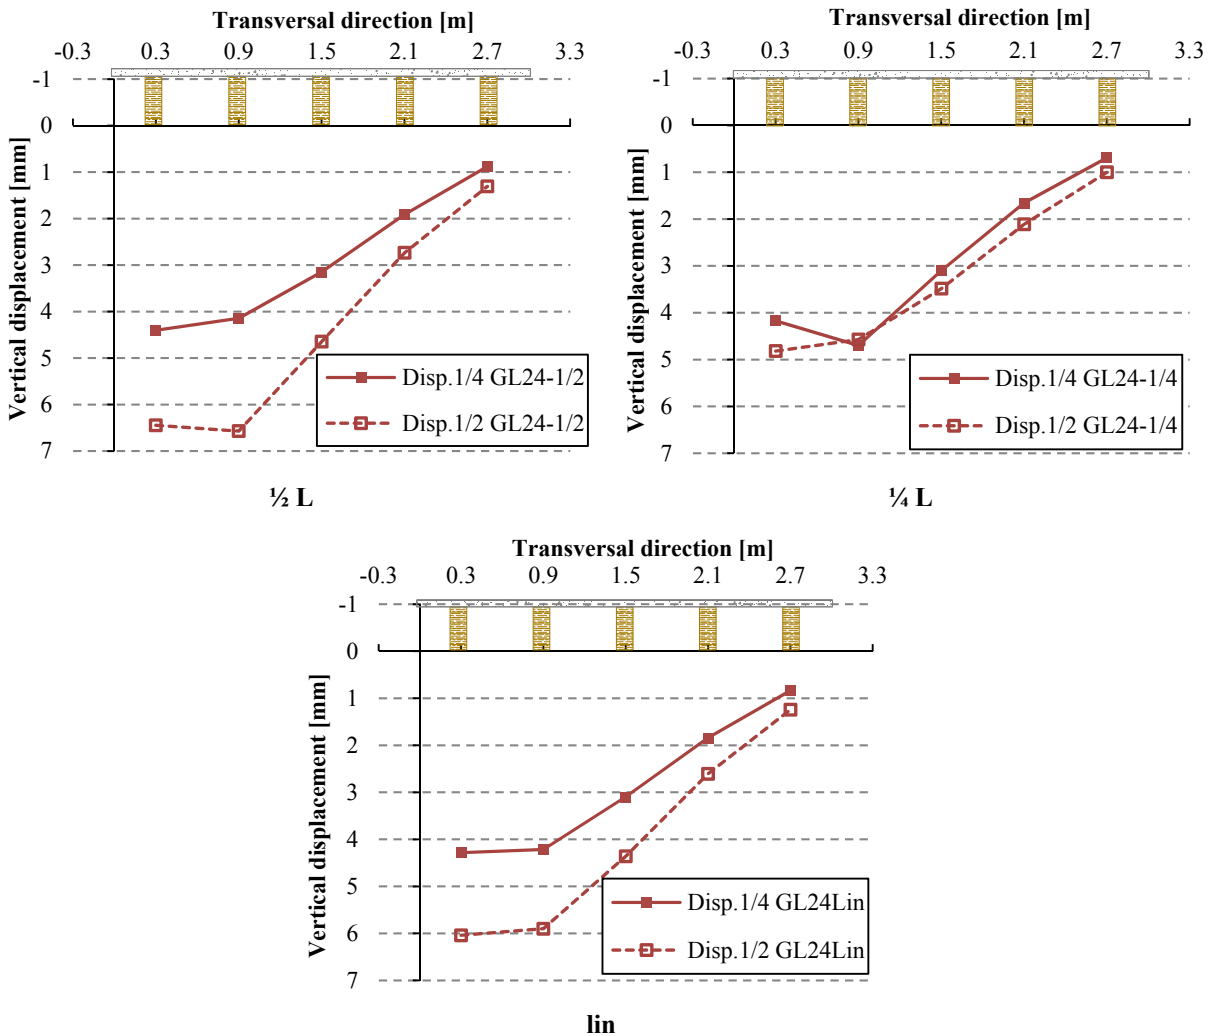 Transversal direction [m]
-0.3 0.3 0.9 1.5 2.1 2.7 3.3
-1
0
1
2
3
4
5
6
7
Vertical displacement [mm]
Disp.1/4 GL24-1/2
Disp.1/2 GL24-1/2
½ L
Transversal direction [m]
-0.3 0.3 0.9 1.5 2.1 2.7 3.3
-1
0
1
2
3
4
5
6
7
Vertical displacement [mm]
Disp.1/4 GL24-1/4
Disp.1/2 GL24-1/4
¼ L
Transversal direction [m]
-0.3 0.3 0.9 1.5 2.1 2.7 3.3
-1
0
1
2
3
4
5
6
7
Vertical displacement [mm]
Disp.1/4 GL24Lin
Disp.1/2 GL24Lin
lin